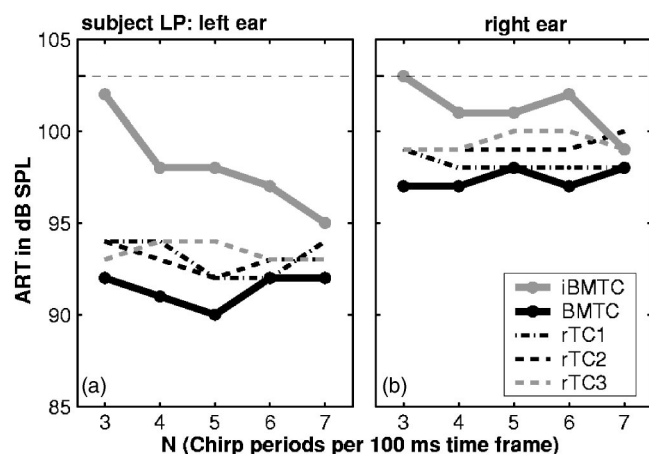 subject LP: left ear
right ear
105
100
95
90
85
ART in dB SPL
(a)
(b)
iBMTC
BMTC
rTC1
rTC2
rTC3
3 4 5 6 7
3 4 5 6 7
N (Chirp periods per 100 ms time frame)